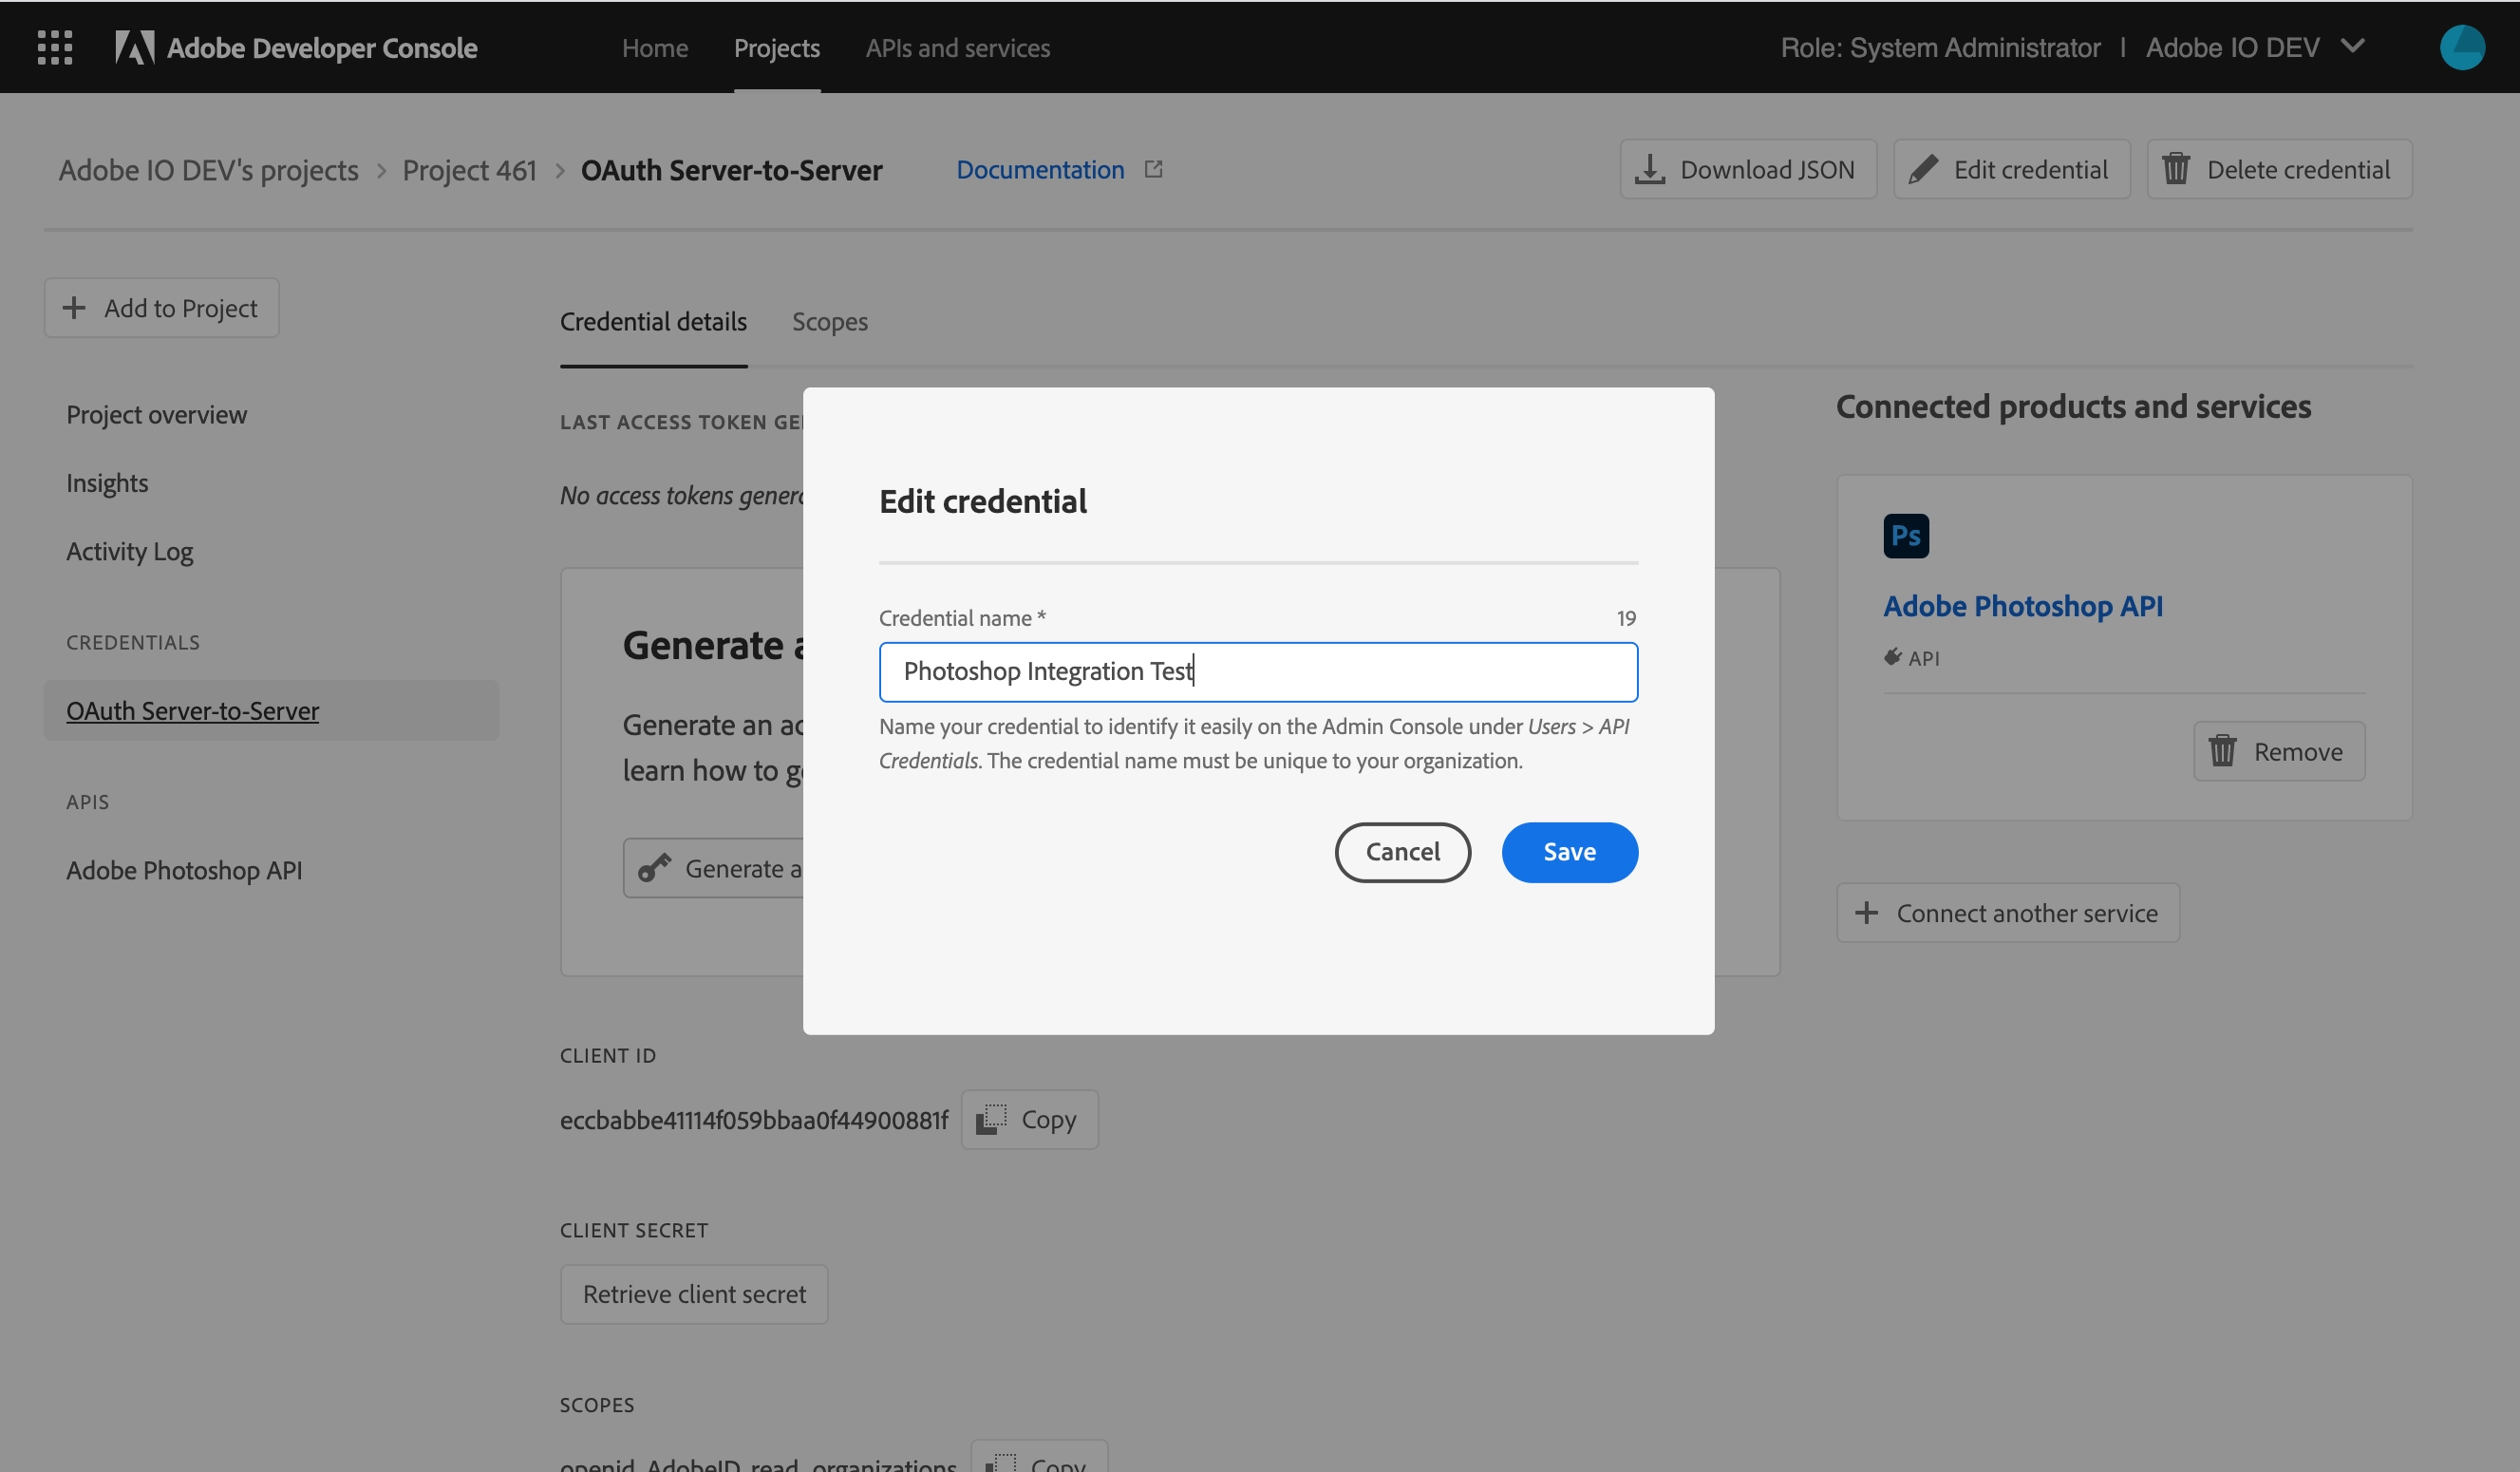 Adobe Developer Console
Home
Projects
APIs and services
Role: System Administrator | Adobe IO DEV
Adobe IO DEV's projects > Project 461 > OAuth Server-to-Server
Documentation
Download JSON
Edit credential
Delete credential
Add to Project
Project overview
Insights
Activity Log
CREDENTIALS
OAuth Server-to-Server
APIS
Adobe Photoshop API
Credential details
Scopes
LAST ACCESS TOKEN
No access tokens
Generate
Generate an
learn how to
Generate
Edit credential
Credential name *
19
Photoshop Integration Test
Name your credential to identify it easily on the Admin Console under Users > API
Credentials. The credential name must be unique to your organization.
Cancel
Save
Connected products and services
Ps
Adobe Photoshop API
API
Remove
Connect another service
CLIENT ID
eccbabbe41114f059bbaa0f44900881f
Copy
CLIENT SECRET
Retrieve client secret
SCOPES
openid, AdobeID, read_organizations
Copy